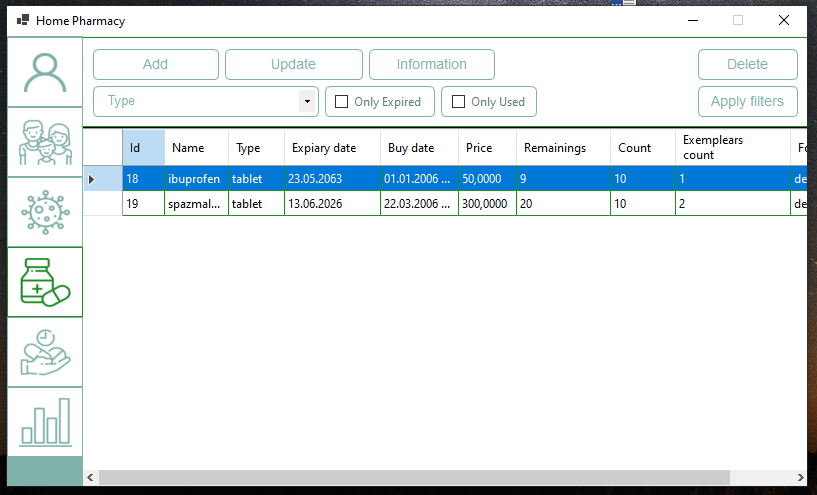 Home Pharmacy
Add Update Information Delete
Type Only Expired Only Used Apply filters
Id Name Type Expiary date Buy date Price Remainings Count Exemplears count Fo
18 ibuprofen tablet 23.05.2063 01.01.2006 ... 50,0000 9 10 1 de
19 spazmal... tablet 13.06.2026 22.03.2006 ... 300,0000 20 10 2 de